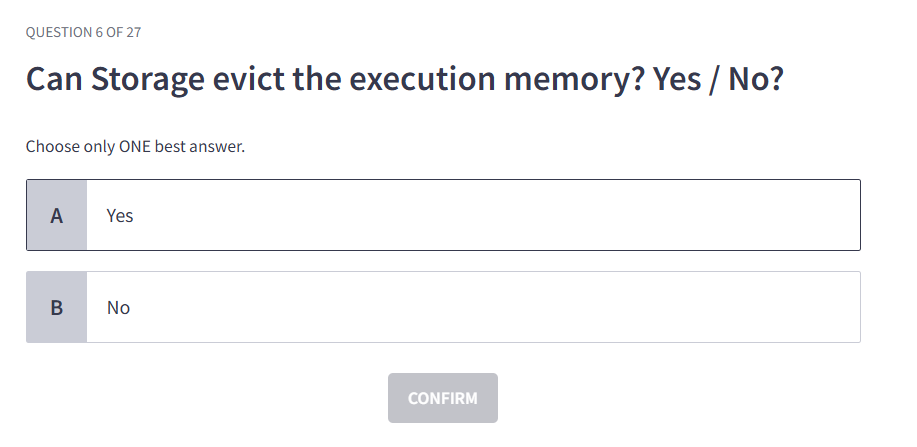 QUESTION 6 OF 27
Can Storage evict the execution memory? Yes / No?
Choose only ONE best answer.
A Yes
B No
CONFIRM